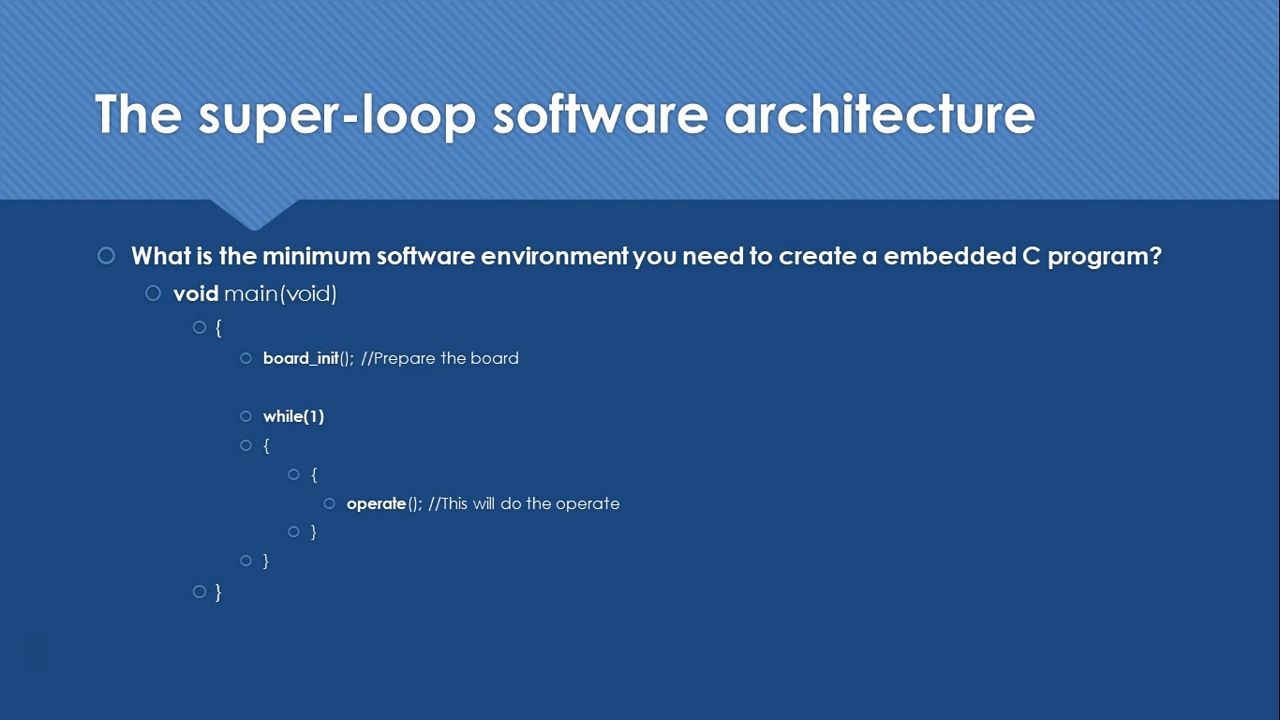 The super-loop software architecture
What is the minimum software environment you need to create a embedded C program?
void main(void)
{
board_init(); //Prepare the board
while(1)
{
{
operate(); //This will do the operate
}
}
}